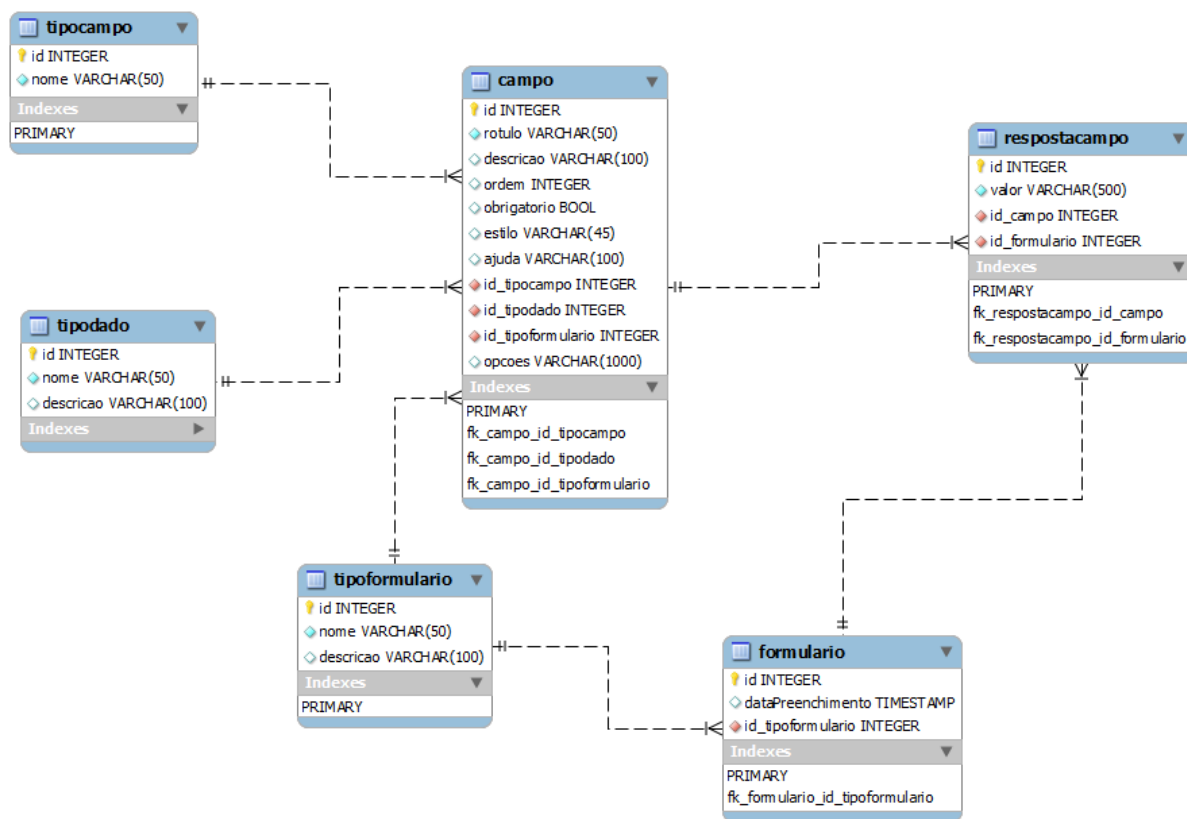 tipocampo
id INTEGER
nome VARCHAR(50)
Indexes
PRIMARY
campo
id INTEGER
rotulo VARCHAR(50)
descricao VARCHAR(100)
ordem INTEGER
obrigatorio BOOL
estilo VARCHAR(45)
ajuda VARCHAR(100)
id_tipocampo INTEGER
id_tipodado INTEGER
id_tipoformulario INTEGER
opcoes VARCHAR(1000)
Indexes
PRIMARY
fk_campo_id_tipocampo
fk_campo_id_tipodado
fk_campo_id_tipoformulario
respostacampo
id INTEGER
valor VARCHAR(500)
id_campo INTEGER
id_formulario INTEGER
Indexes
PRIMARY
fk_respostacampo_id_campo
fk_respostacampo_id_formulario
tipodado
id INTEGER
nome VARCHAR(50)
descricao VARCHAR(100)
Indexes
tipoformulario
id INTEGER
nome VARCHAR(50)
descricao VARCHAR(100)
Indexes
PRIMARY
formulario
id INTEGER
dataPreenchimento TIMESTAMP
id_tipoformulario INTEGER
Indexes
PRIMARY
fk_formulario_id_tipoformulario